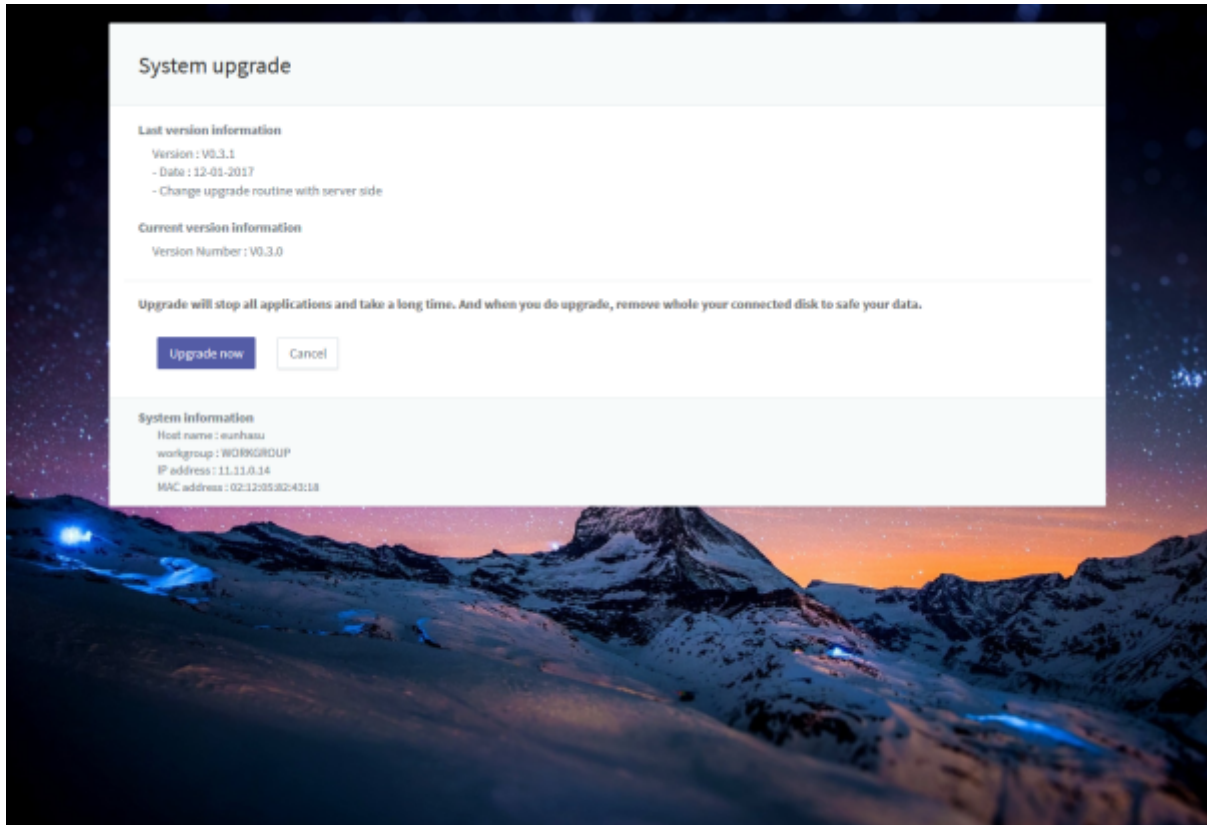 System upgrade
Last version information
Version : V0.3.1
- Date : 12-01-2017
- Change upgrade routine with server side
Current version information
Version Number : V0.3.0
Upgrade will stop all applications and take a long time. And when you do upgrade, remove whole your connected disk to safe your data.
Upgrade now Cancel
System information
Host name : eunhasu
workgroup : WORKGROUP
IP address : 11.11.0.14
MAC address : 02:12:05:82:43:18